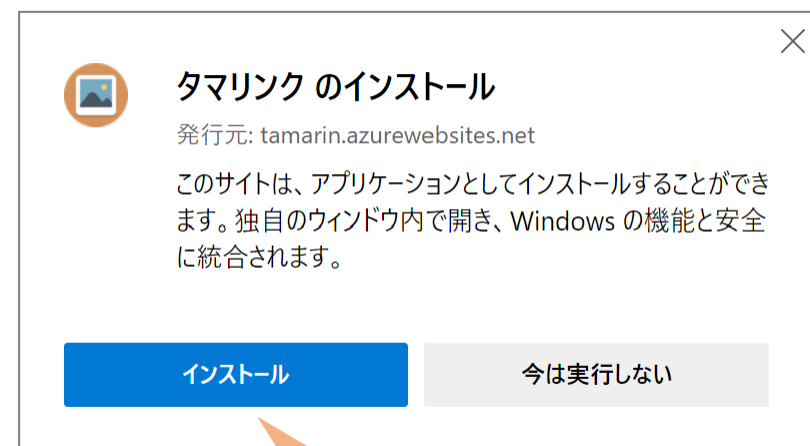 タマリンク のインストール
発行元: tamarin.azurewebsites.net
このサイトは、アプリケーションとしてインストールすることができ
ます。独自のウィンドウ内で開き、Windows の機能と安全
に統合されます。
インストール
今は実行しない